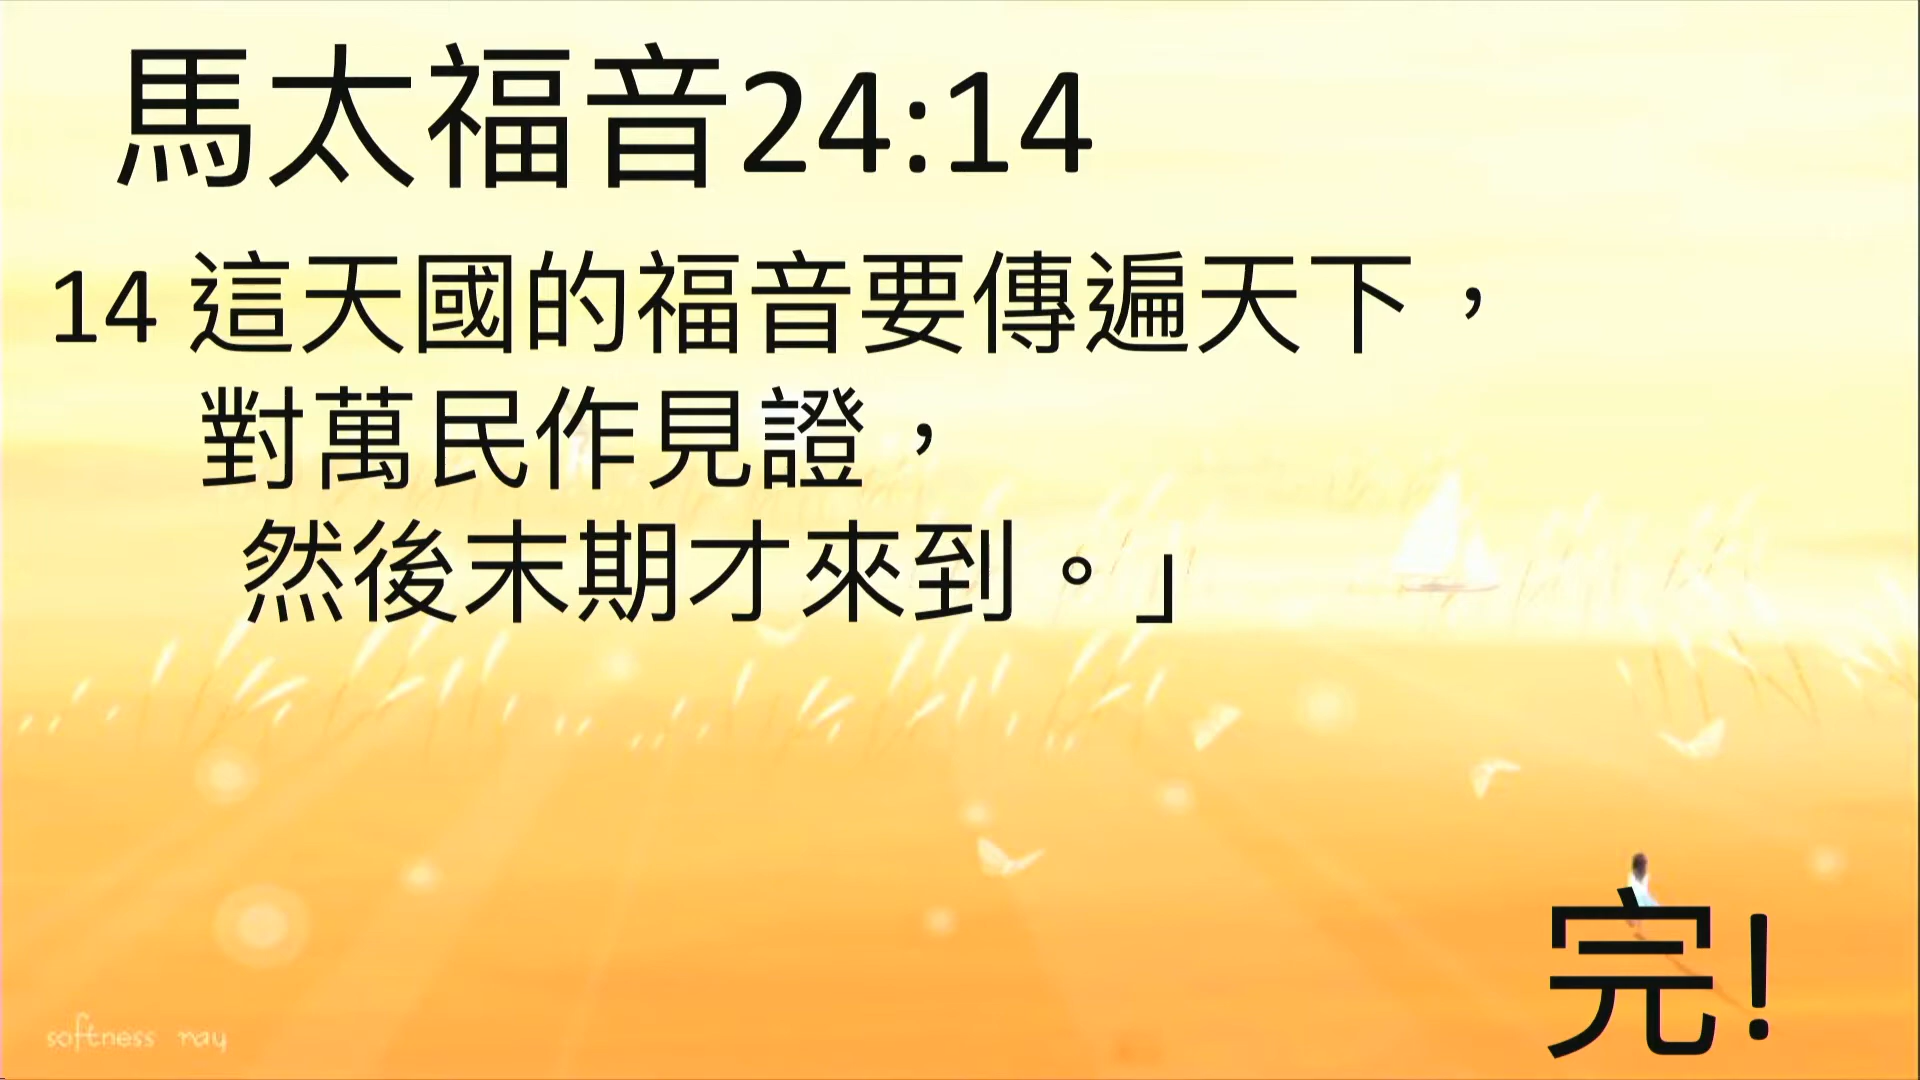 馬太福音24:14
14 這天國的福音要傳遍天下，
對萬民作見證，
然後末期才來到。」
完!
softness ray